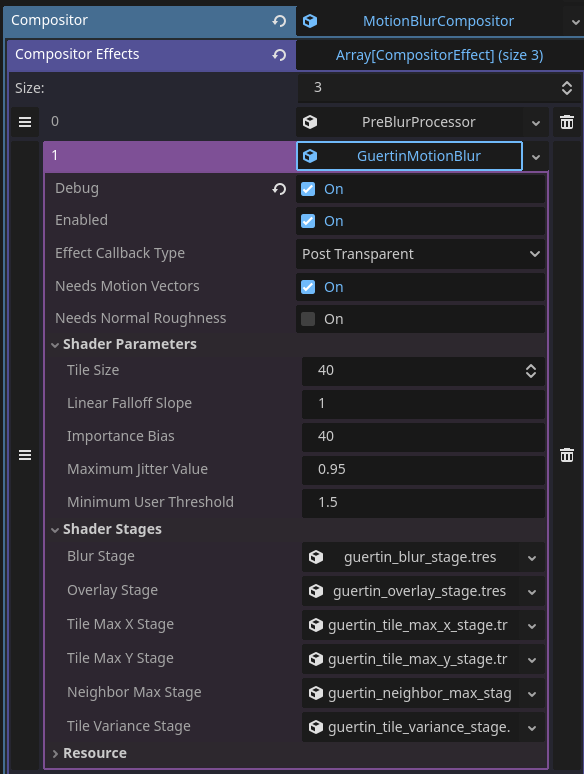 Compositor MotionBlurCompositor
Compositor Effects Array[CompositorEffect] (size 3)
Size: 3
0 PreBlurProcessor
1 GuertinMotionBlur
Debug On
Enabled On
Effect Callback Type Post Transparent
Needs Motion Vectors On
Needs Normal Roughness On
Shader Parameters
Tile Size 40
Linear Falloff Slope 1
Importance Bias 40
Maximum Jitter Value 0.95
Minimum User Threshold 1.5
Shader Stages
Blur Stage guertin_blur_stage.tres
Overlay Stage guertin_overlay_stage.tres
Tile Max X Stage guertin_tile_max_x_stage.tr
Tile Max Y Stage guertin_tile_max_y_stage.tr
Neighbor Max Stage guertin_neighbor_max_stag
Tile Variance Stage guertin_tile_variance_stage.
Resource